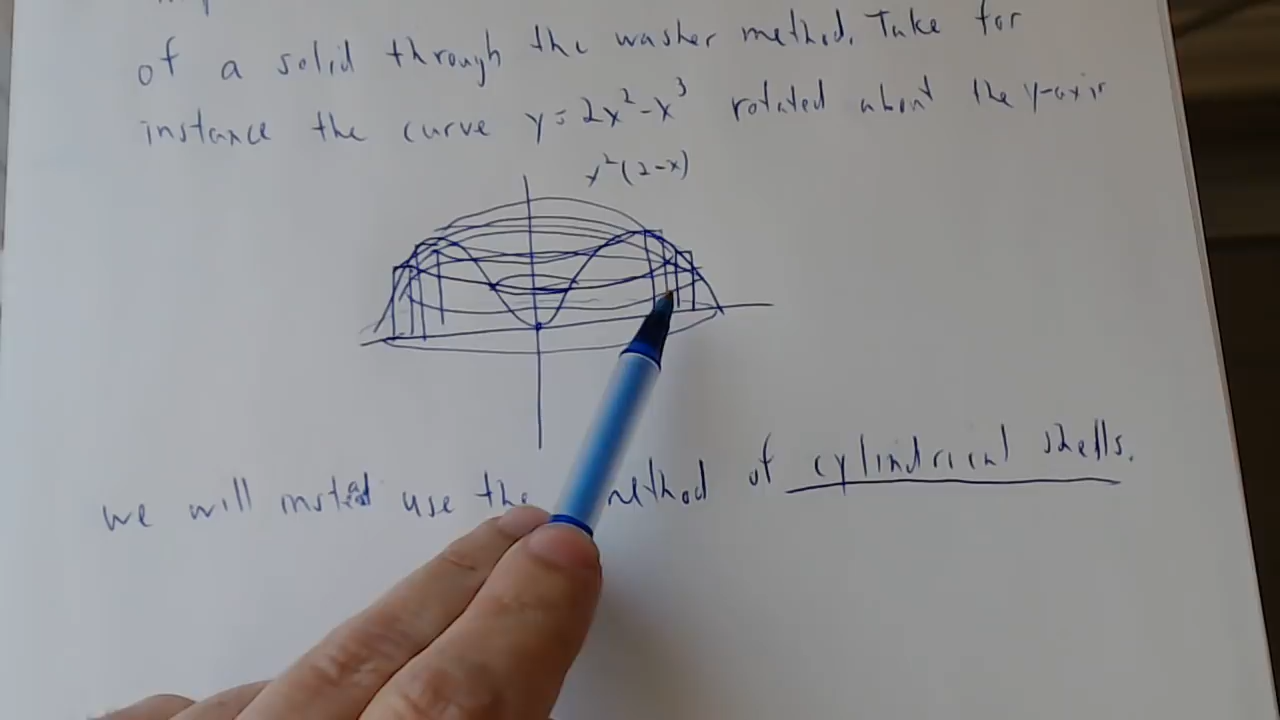 of a solid through the washer method. Take for
instance the curve y = 2x² - x³ rotated about the y-axis
x²(2-x)
we will instead use the method of cylindrical shells.